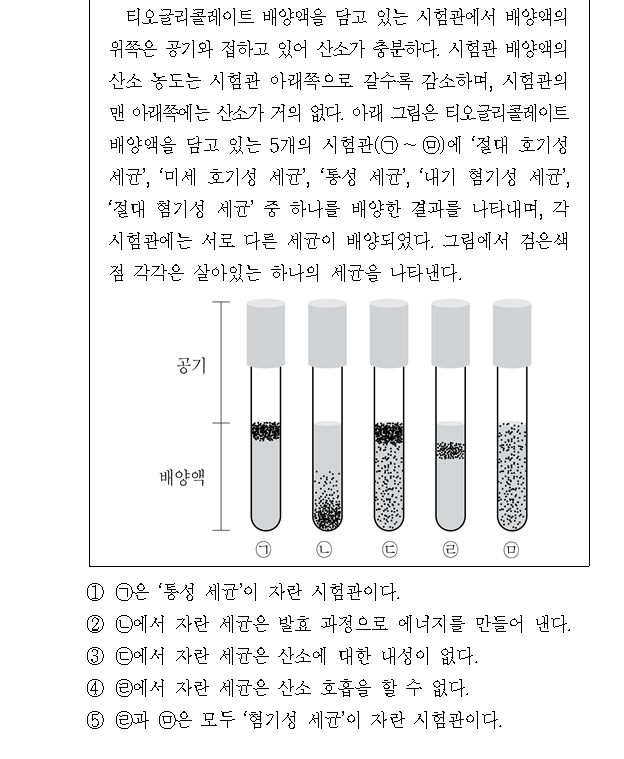 티오글리콜레이트 배양액을 담고 있는 시험관에서 배양액의
위쪽은 공기와 접하고 있어 산소가 충분하다. 시험관 배양액의
산소 농도는 시험관 아래쪽으로 갈수록 감소하며, 시험관의
맨 아래쪽에는 산소가 거의 없다. 아래 그림은 티오글리콜레이트
배양액을 담고 있는 5개의 시험관(㉠ ~ ㉤)에 ‘절대 호기성
세균’, ‘미세 호기성 세균’, ‘통성 세균’, ‘내기 혐기성 세균’,
‘절대 혐기성 세균’ 중 하나를 배양한 결과를 나타내며, 각
시험관에는 서로 다른 세균이 배양되었다. 그림에서 검은색
점 각각은 살아있는 하나의 세균을 나타낸다.
공기
배양액
㉠ ㉡ ㉢ ㉣ ㉤
① ㉠은 ‘통성 세균’이 자란 시험관이다.
② ㉡에서 자란 세균은 발효 과정으로 에너지를 만들어 낸다.
③ ㉢에서 자란 세균은 산소에 대한 내성이 없다.
④ ㉣에서 자란 세균은 산소 호흡을 할 수 없다.
⑤ ㉣과 ㉤은 모두 ‘혐기성 세균’이 자란 시험관이다.